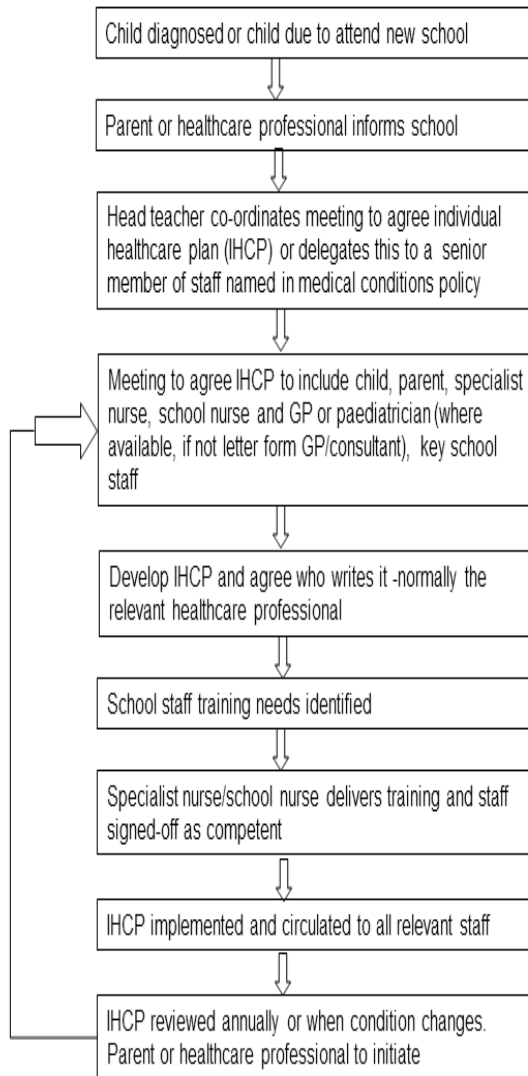 Child diagnosed or child due to attend new school
Parent or healthcare professional informs school
Head teacher co-ordinates meeting to agree individual
healthcare plan (IHCP) or delegates this to a senior
member of staff named in medical conditions policy
Meeting to agree IHCP to include child, parent, specialist
nurse, school nurse and GP or paediatrician (where
available, if not letter form GP/consultant), key school
staff
Develop IHCP and agree who writes it -normally the
relevant healthcare professional
School staff training needs identified
Specialist nurse/school nurse delivers training and staff
signed-off as competent
IHCP implemented and circulated to all relevant staff
IHCP reviewed annually or when condition changes.
Parent or healthcare professional to initiate